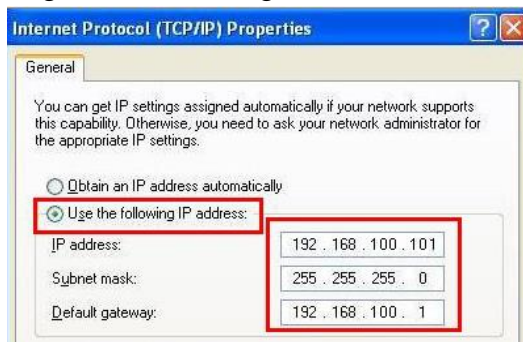 Internet Protocol (TCP/IP) Properties
General
You can get IP settings assigned automatically if your network supports
this capability. Otherwise, you need to ask your network administrator for
the appropriate IP settings.
Obtain an IP address automatically
Use the following IP address:
IP address: 192 . 168 . 100 . 101
Subnet mask: 255 . 255 . 255 . 0
Default gateway: 192 . 168 . 100 . 1